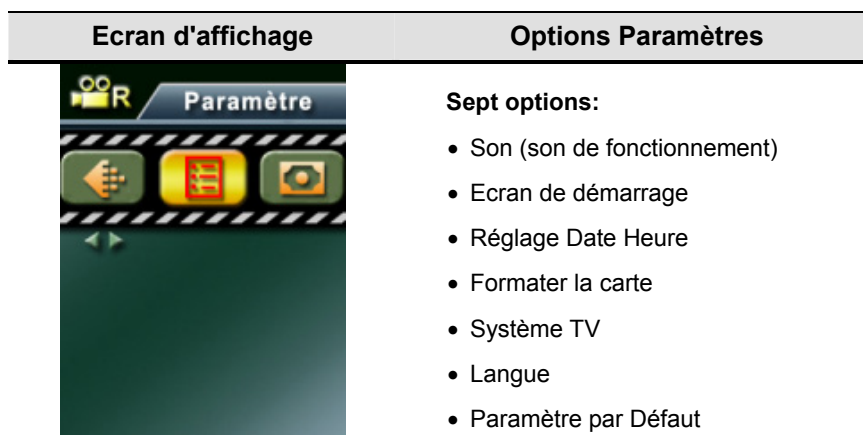 Ecran d'affichage
Options Paramètres
R
Paramètre
Sept options:
• Son (son de fonctionnement)
• Ecran de démarrage
• Réglage Date Heure
• Formater la carte
• Système TV
• Langue
• Paramètre par Défaut